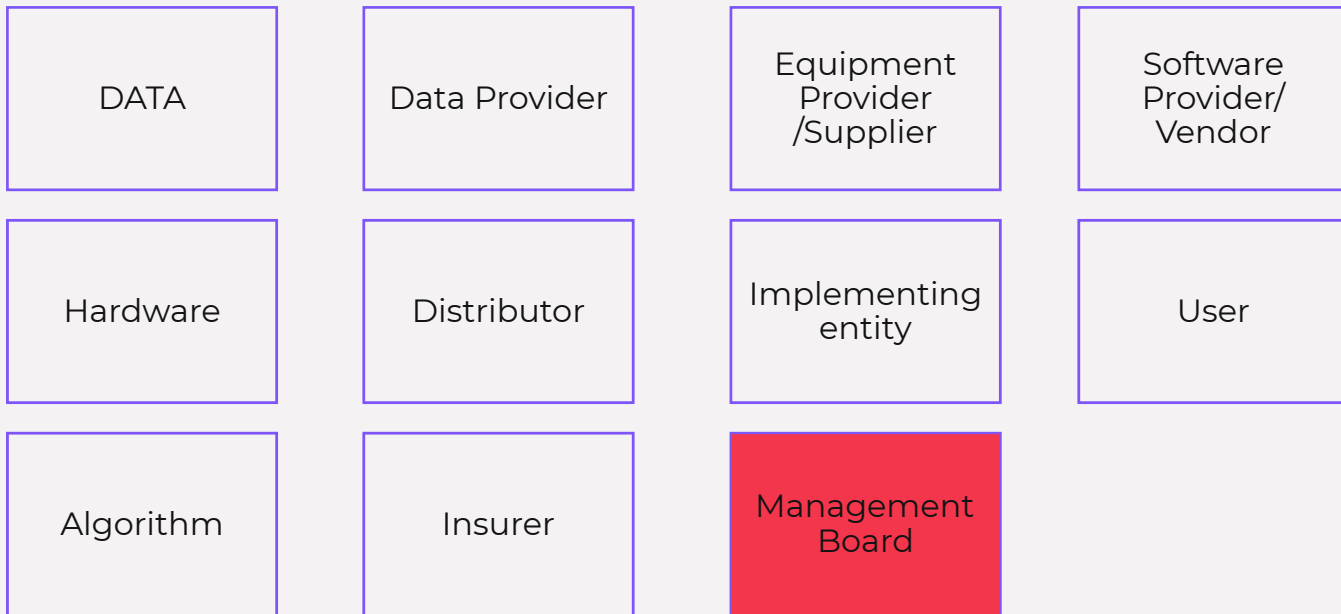 DATA
Data Provider
Equipment
Provider
/Supplier
Software
Provider/
Vendor
Hardware
Distributor
Implementing
entity
User
Algorithm
Insurer
Management
Board